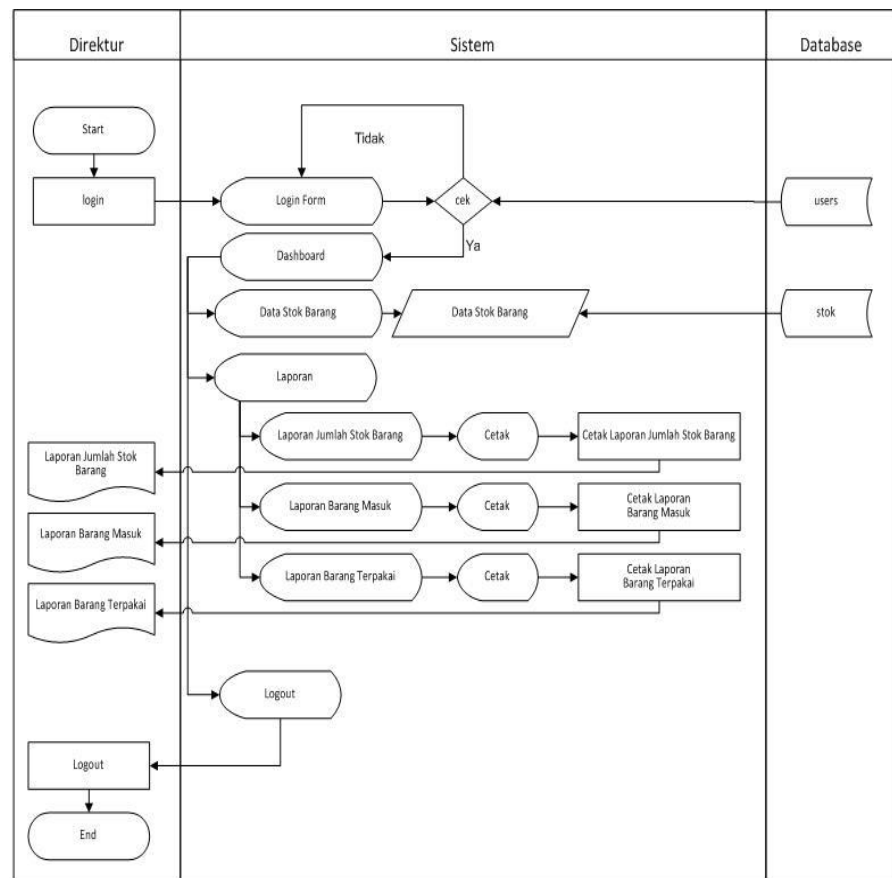 Direktur
Sistem
Database
Start
Tidak
login
Login Form
cek
users
Ya
Dashboard
Data Stok Barang
Data Stok Barang
stok
Laporan
Laporan Jumlah Stok Barang
Cetak
Cetak Laporan Jumlah Stok Barang
Laporan Jumlah Stok
Barang
Laporan Barang Masuk
Cetak
Cetak Laporan
Barang Masuk
Laporan Barang Masuk
Laporan Barang Terpakai
Cetak
Cetak Laporan
Barang Terpakai
Laporan Barang Terpakai
Logout
Logout
End